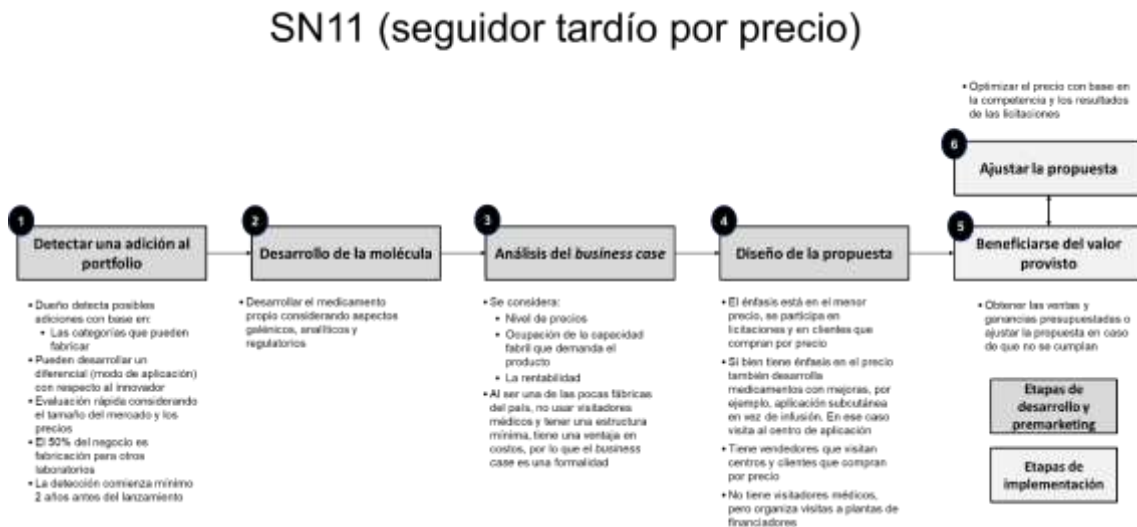 SN11 (seguidor tardío por precio)
• Optimizar el precio con base en
la competencia y los resultados
de las licitaciones
6
Ajustar la propuesta
1
Detectar una adición al
portfolio
2
Desarrollo de la molécula
3
Análisis del business case
4
Diseño de la propuesta
5
Beneficiarse del valor
provisto
• Dueño detecta posibles
adiciones con base en:
• Las categorías que pueden
fabricar
• Pueden desarrollar un
diferencial (modo de aplicación)
con respecto al innovador
• Evaluación rápida considerando
el tamaño del mercado y los
precios
• El 50% del negocio es
fabricación para otros
laboratorios
• La detección comienza mínimo
2 años antes del lanzamiento
• Desarrollar el medicamento
propio considerando aspectos
galénicos, analíticos y
regulatorios
• Se considera:
• Nivel de precios
• Ocupación de la capacidad
fabril que demanda el
producto
• La rentabilidad
• Al ser una de las pocas fábricas
del país, no usar visitadores
médicos y tener una estructura
mínima, tiene una ventaja en
costos, por lo que el business
case es una formalidad
• El énfasis está en el menor
precio, se participa en
licitaciones y en clientes que
compran por precio
• Si bien tiene énfasis en el precio
también desarrolla
medicamentos con mejoras, por
ejemplo, aplicación subcutánea
en vez de infusión. En ese caso
visita al centro de aplicación
• Tiene vendedores que visitan
centros y clientes que compran
por precio
• No tiene visitadores médicos,
pero organiza visitas a plantas de
financiadores
• Obtener las ventas y
ganancias presupuestadas o
ajustar la propuesta en caso
de que no se cumplan
Etapas de
desarrollo y
premarketing
Etapas de
implementación